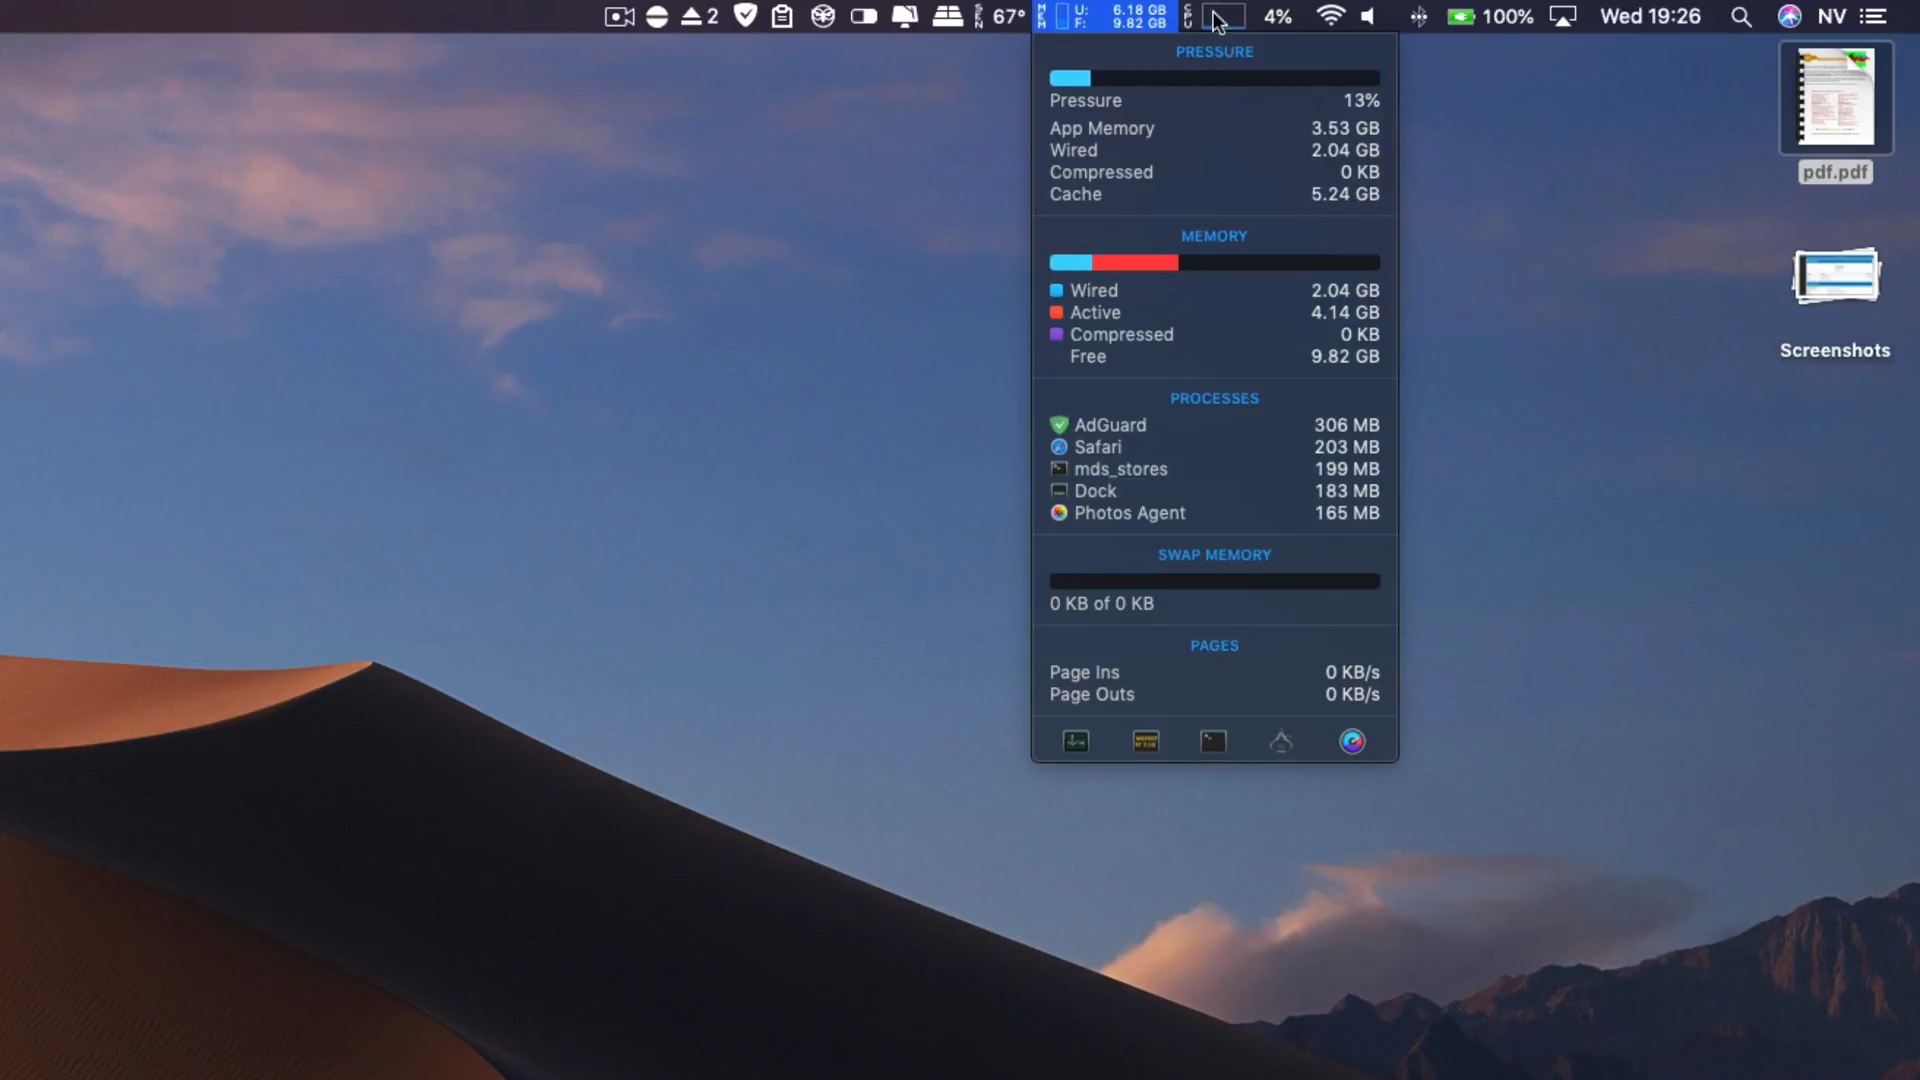 2 SEN 67° MEM U: 6.18 GB CPU 4% 100% Wed 19:26 NV
F: 9.82 GB
PRESSURE
Pressure 13%
App Memory 3.53 GB
Wired 2.04 GB
Compressed 0 KB
Cache 5.24 GB
MEMORY
Wired 2.04 GB
Active 4.14 GB
Compressed 0 KB
Free 9.82 GB
PROCESSES
AdGuard 306 MB
Safari 203 MB
mds_stores 199 MB
Dock 183 MB
Photos Agent 165 MB
SWAP MEMORY
0 KB of 0 KB
PAGES
Page Ins 0 KB/s
Page Outs 0 KB/s
pdf.pdf
Screenshots